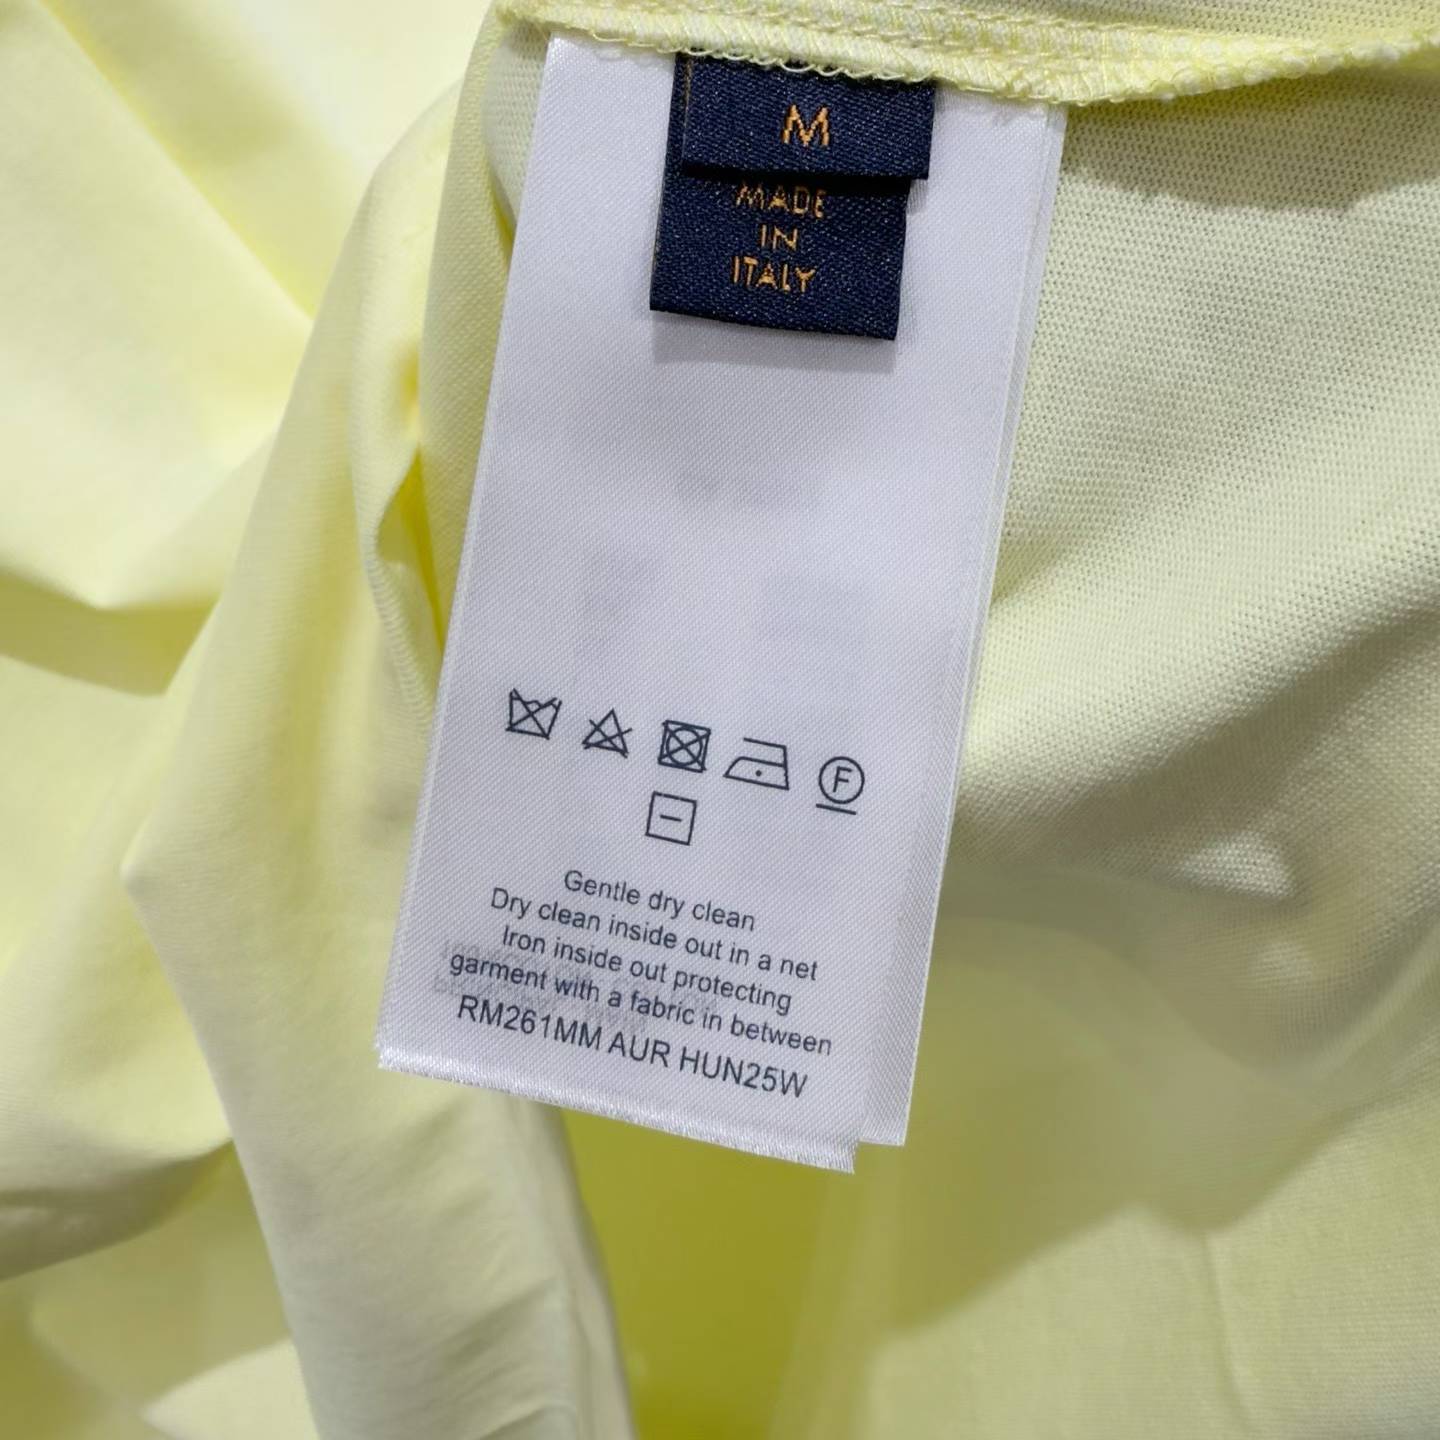 M
MADE
IN
ITALY
F
Gentle dry clean
Dry clean inside out in a net
Iron inside out protecting
garment with a fabric in between
RM261MM AUR HUN25W